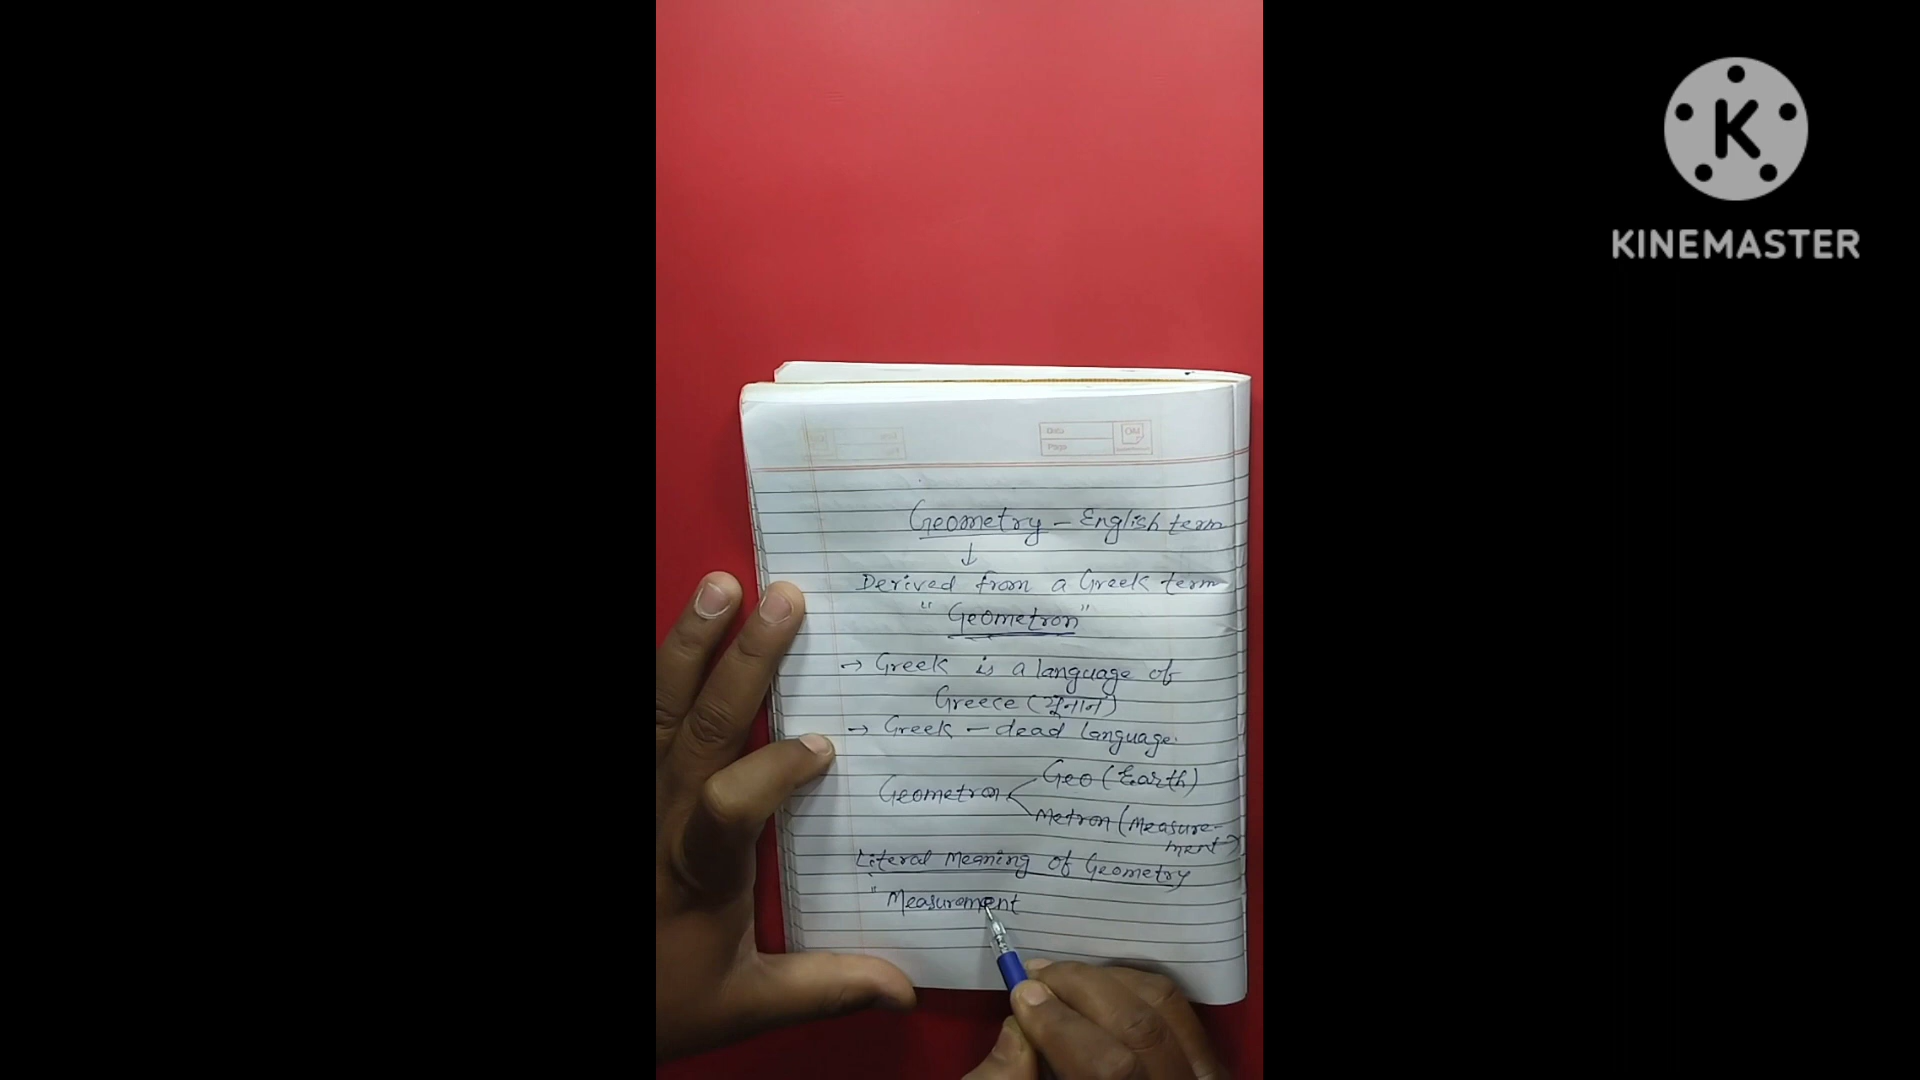 KINEMASTER
Geometry - English term
↓
Derived from a Greek term
"Geometron"
→ Greek is a language of
Greece (यूनान)
→ Greek - dead language.
Geo (Earth)
Geometron
Metron (Measure-
ment)
Literal Meaning of Geometry
"Measurement